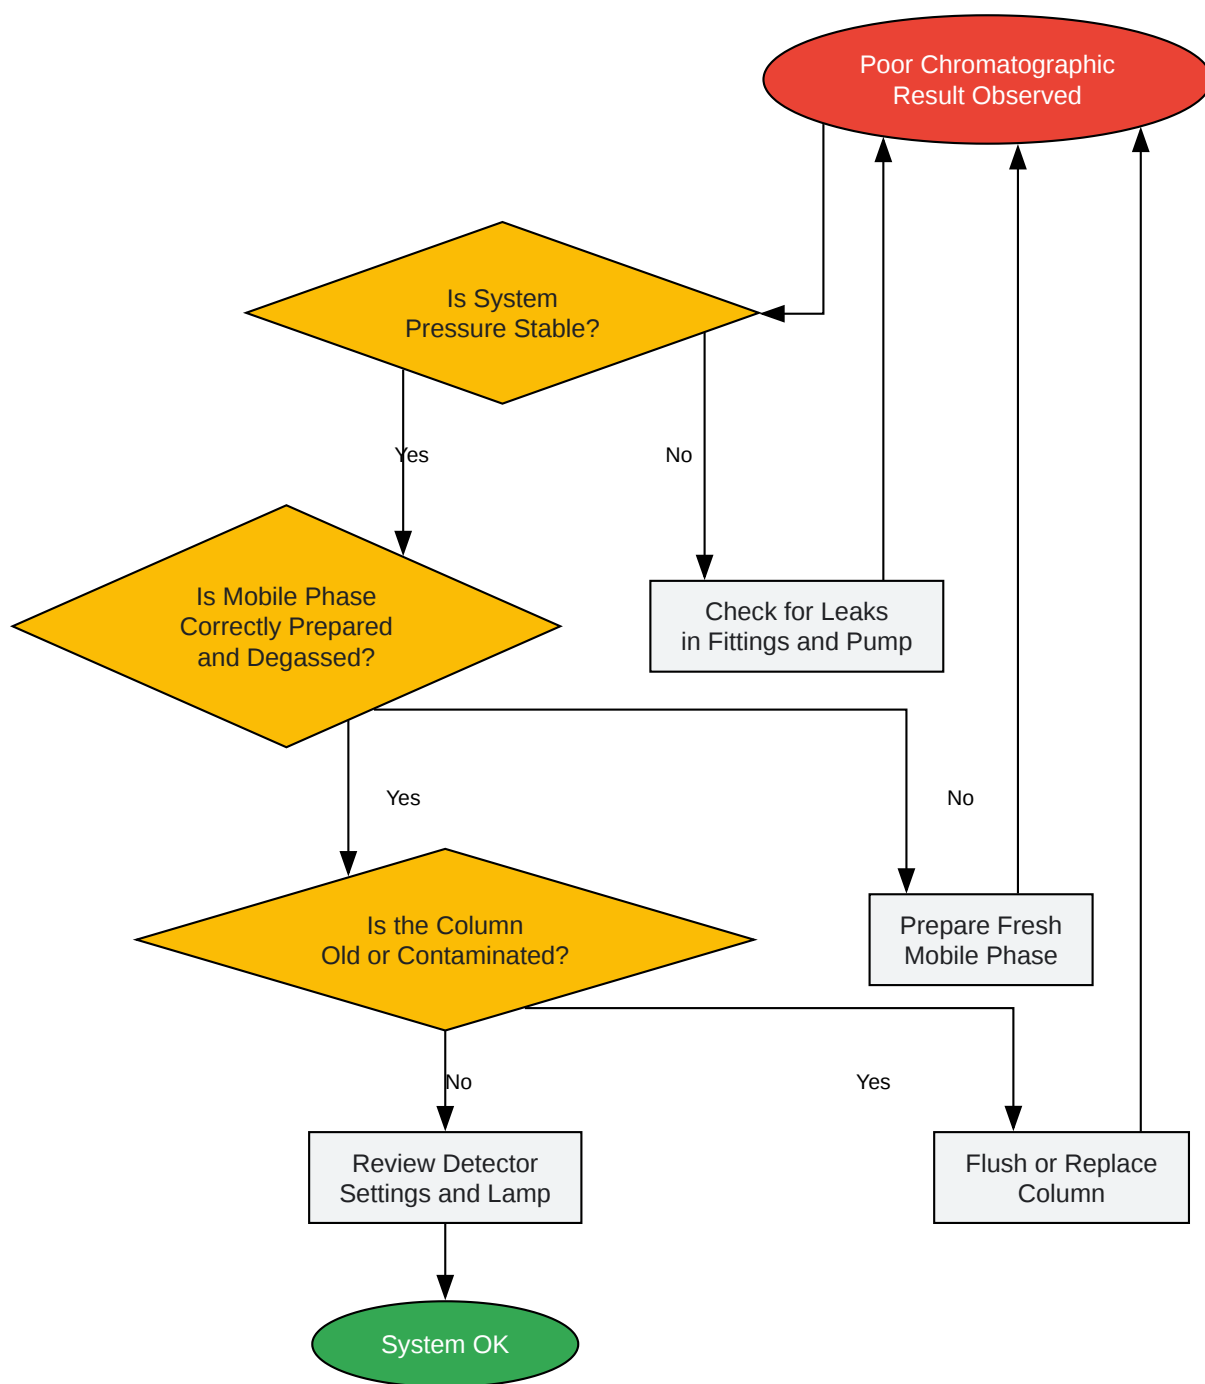 Poor Chromatographic
Result Observed
Is System
Pressure Stable?
Yes
No
Is Mobile Phase
Correctly Prepared
and Degassed?
Check for Leaks
in Fittings and Pump
Yes
No
Is the Column
Old or Contaminated?
Prepare Fresh
Mobile Phase
No
Yes
Review Detector
Settings and Lamp
Flush or Replace
Column
System OK